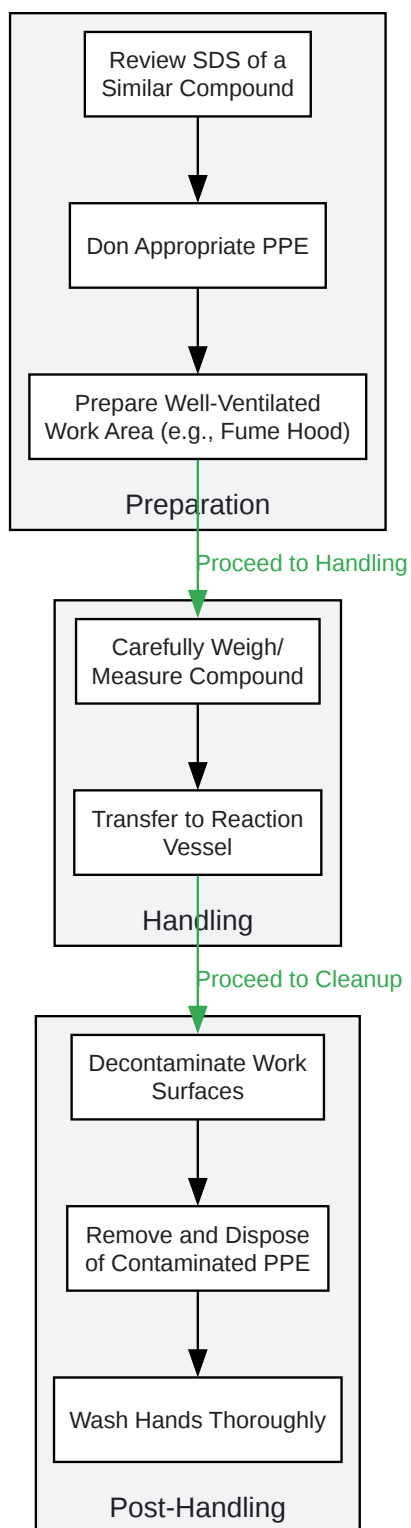 Review SDS of a
Similar Compound
Don Appropriate PPE
Prepare Well-Ventilated
Work Area (e.g., Fume Hood)
Preparation
Proceed to Handling
Carefully Weigh/
Measure Compound
Transfer to Reaction
Vessel
Handling
Proceed to Cleanup
Decontaminate Work
Surfaces
Remove and Dispose
of Contaminated PPE
Wash Hands Thoroughly
Post-Handling